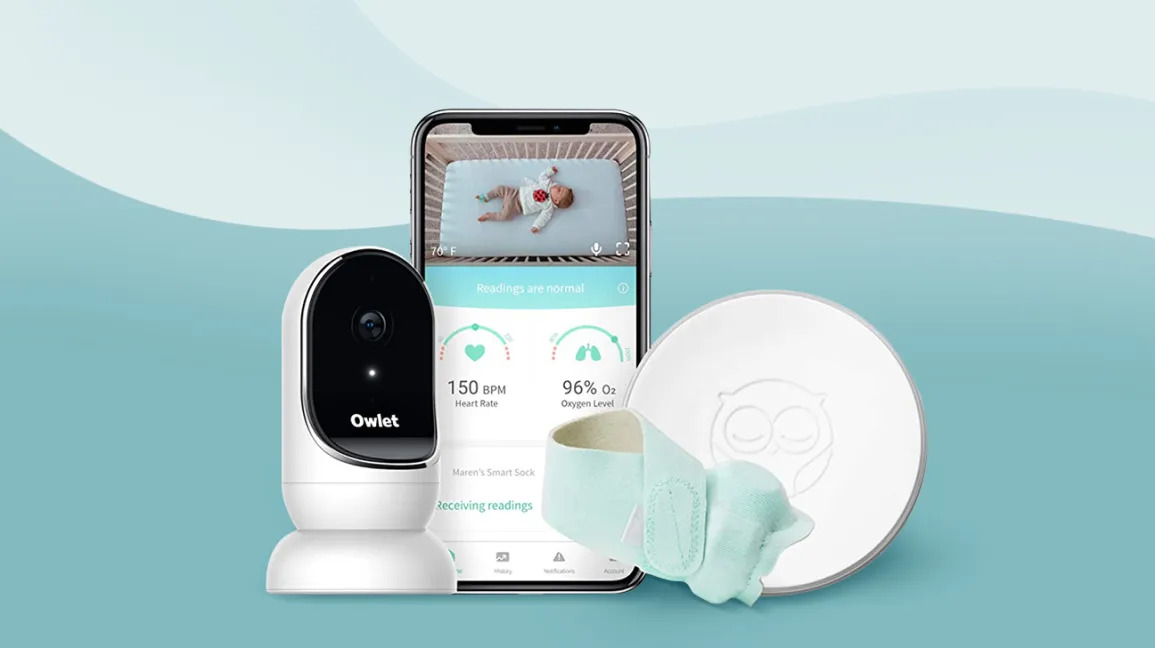 Owlet
70° F
Readings are normal
150 BPM
Heart Rate
96% O₂
Oxygen Level
Maren's Smart Sock
Receiving readings
History
Notifications
Account